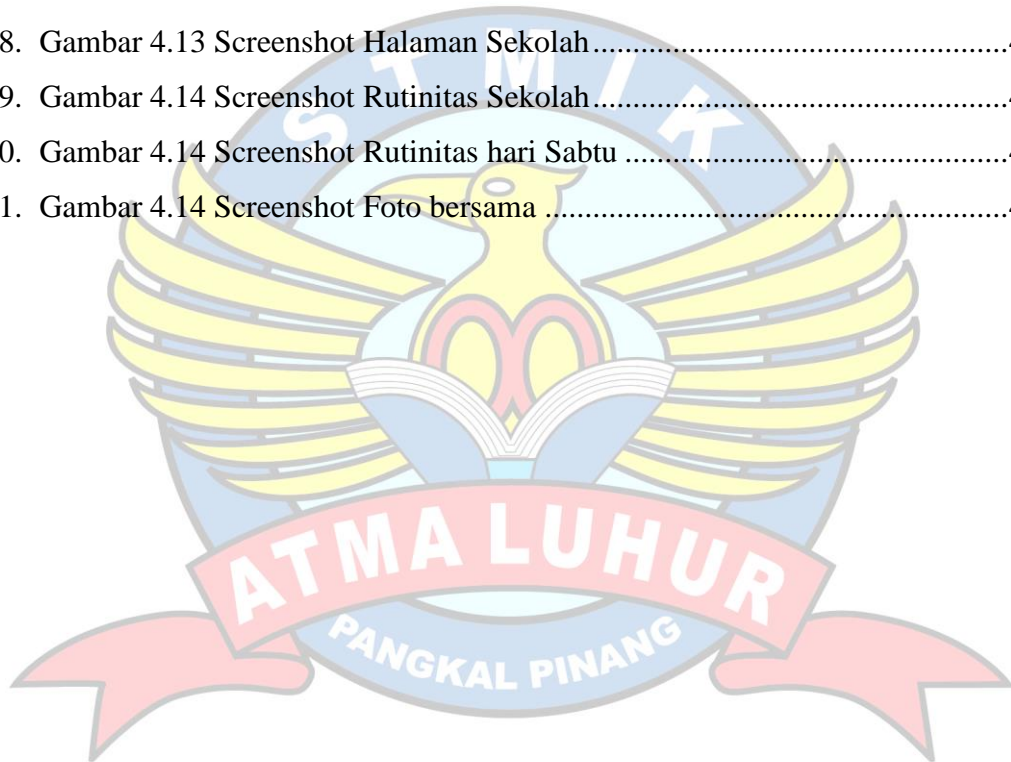 8. Gambar 4.13 Screenshot Halaman Sekolah
9. Gambar 4.14 Screenshot Rutinitas Sekolah
0. Gambar 4.14 Screenshot Rutinitas hari Sabtu
1. Gambar 4.14 Screenshot Foto bersama
STMIK
ATMA LUHUR
PANGKAL PINANG